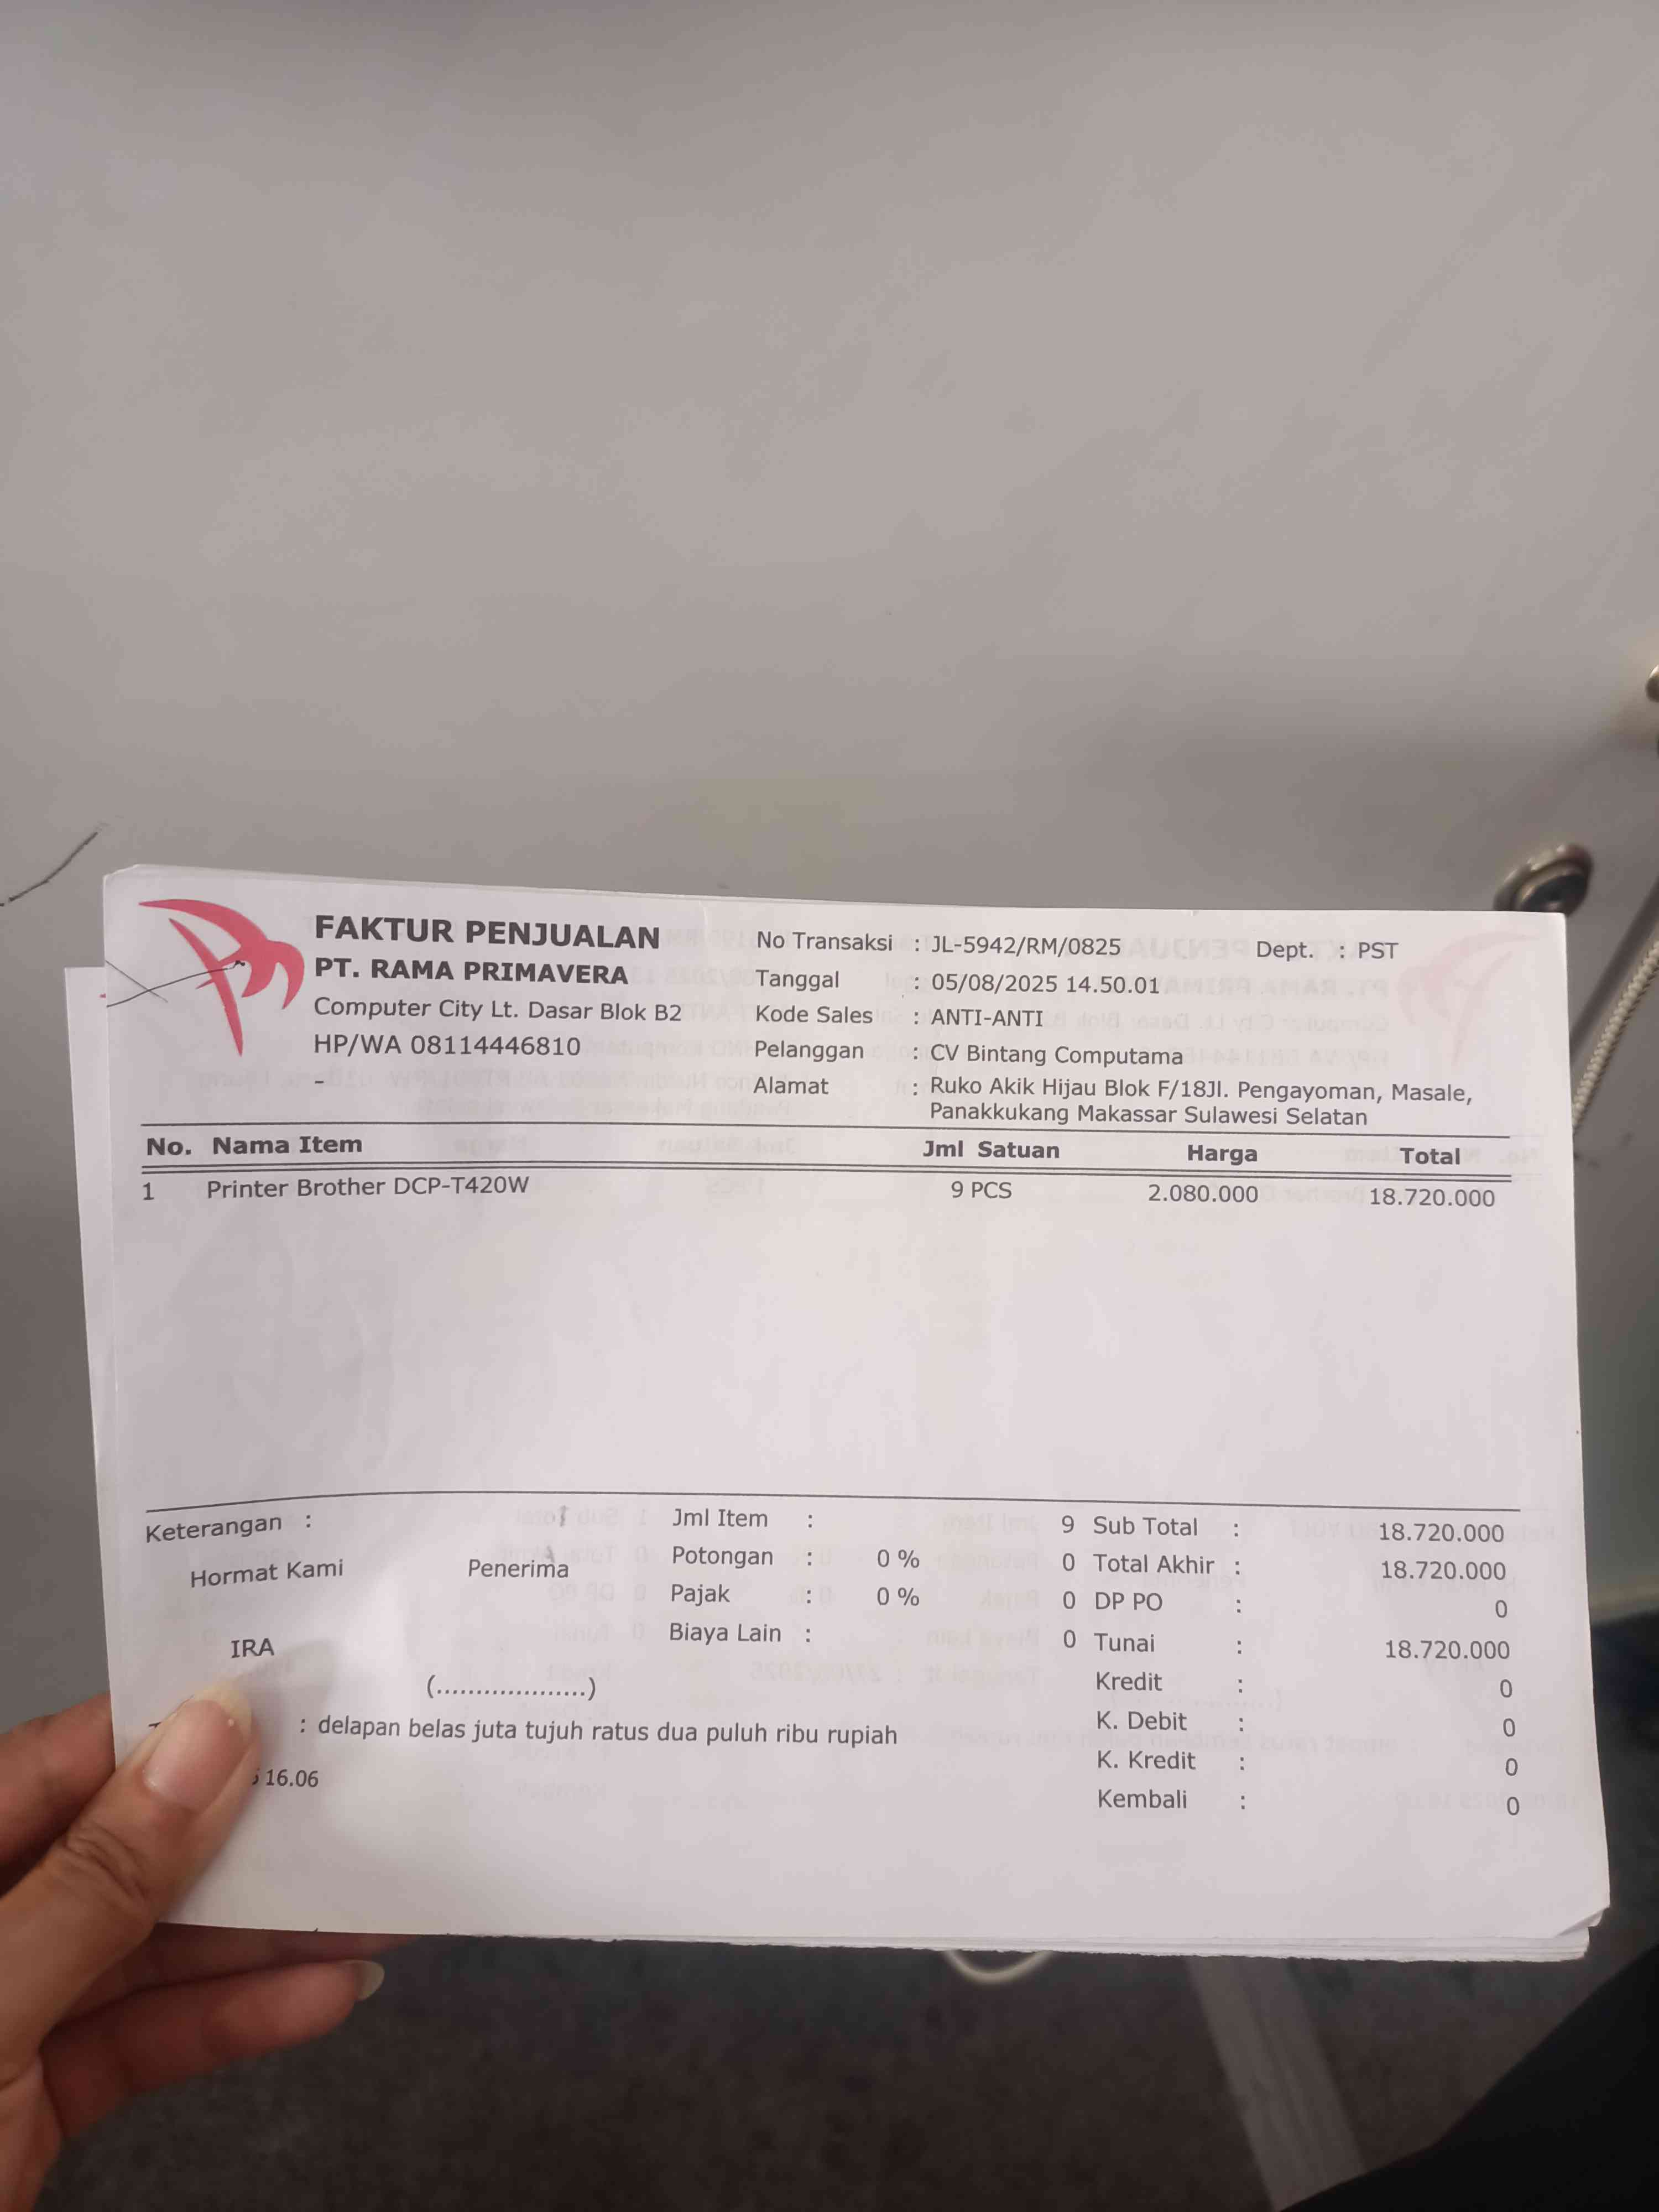 FAKTUR PENJUALAN
PT. RAMA PRIMAVERA
Computer City Lt. Dasar Blok B2
HP/WA 08114446810
-
No Transaksi : JL-5942/RM/0825 Dept. : PST
Tanggal : 05/08/2025 14.50.01
Kode Sales : ANTI-ANTI
Pelanggan : CV Bintang Computama
Alamat : Ruko Akik Hijau Blok F/18Jl. Pengayoman, Masale,
Panakkukang Makassar Sulawesi Selatan
No. Nama Item Jml Satuan Harga Total
1 Printer Brother DCP-T420W 9 PCS 2.080.000 18.720.000
Keterangan :
Hormat Kami Penerima
IRA
(...................)
: delapan belas juta tujuh ratus dua puluh ribu rupiah
16.06
Jml Item : 9
Potongan : 0 % 0
Pajak : 0 % 0
Biaya Lain : 0
Sub Total : 18.720.000
Total Akhir : 18.720.000
DP PO : 0
Tunai : 18.720.000
Kredit : 0
K. Debit : 0
K. Kredit : 0
Kembali : 0